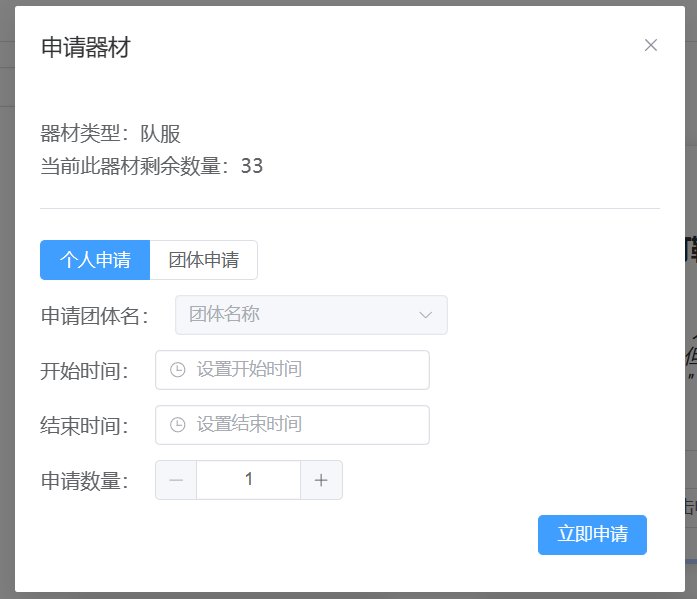 申请器材
器材类型：队服
当前此器材剩余数量：33
个人申请 团体申请
申请团体名： 团体名称
开始时间： 设置开始时间
结束时间： 设置结束时间
申请数量： 1
立即申请